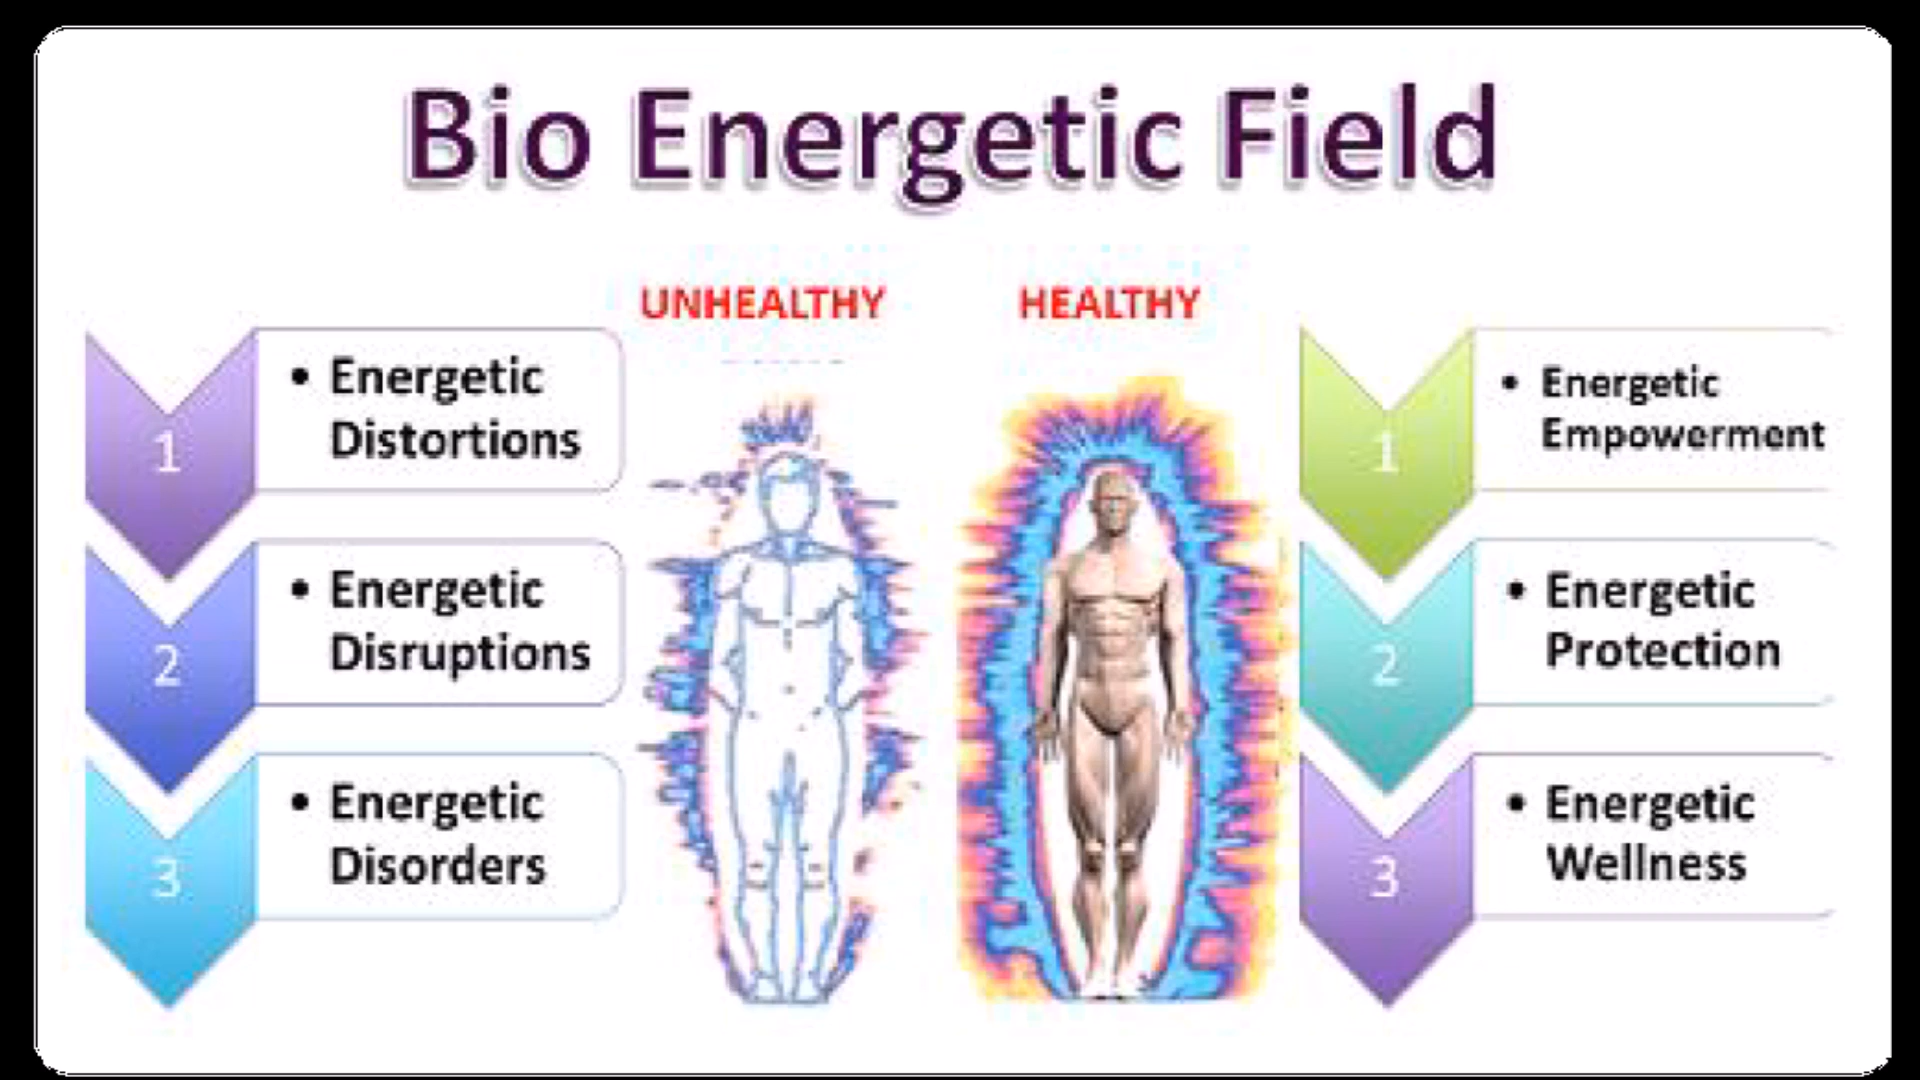 Bio Energetic Field
UNHEALTHY
HEALTHY
1
• Energetic
Distortions
2
• Energetic
Disruptions
3
• Energetic
Disorders
1
• Energetic
Empowerment
2
• Energetic
Protection
3
• Energetic
Wellness